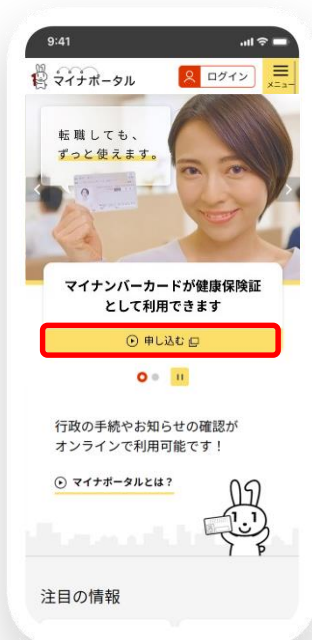 9:41
マイナポータル
ログイン
メニュー
転職しても、
ずっと使えます。
マイナンバーカードが健康保険証
として利用できます
申し込む
行政の手続やお知らせの確認が
オンラインで利用可能です！
マイナポータルとは？
注目の情報